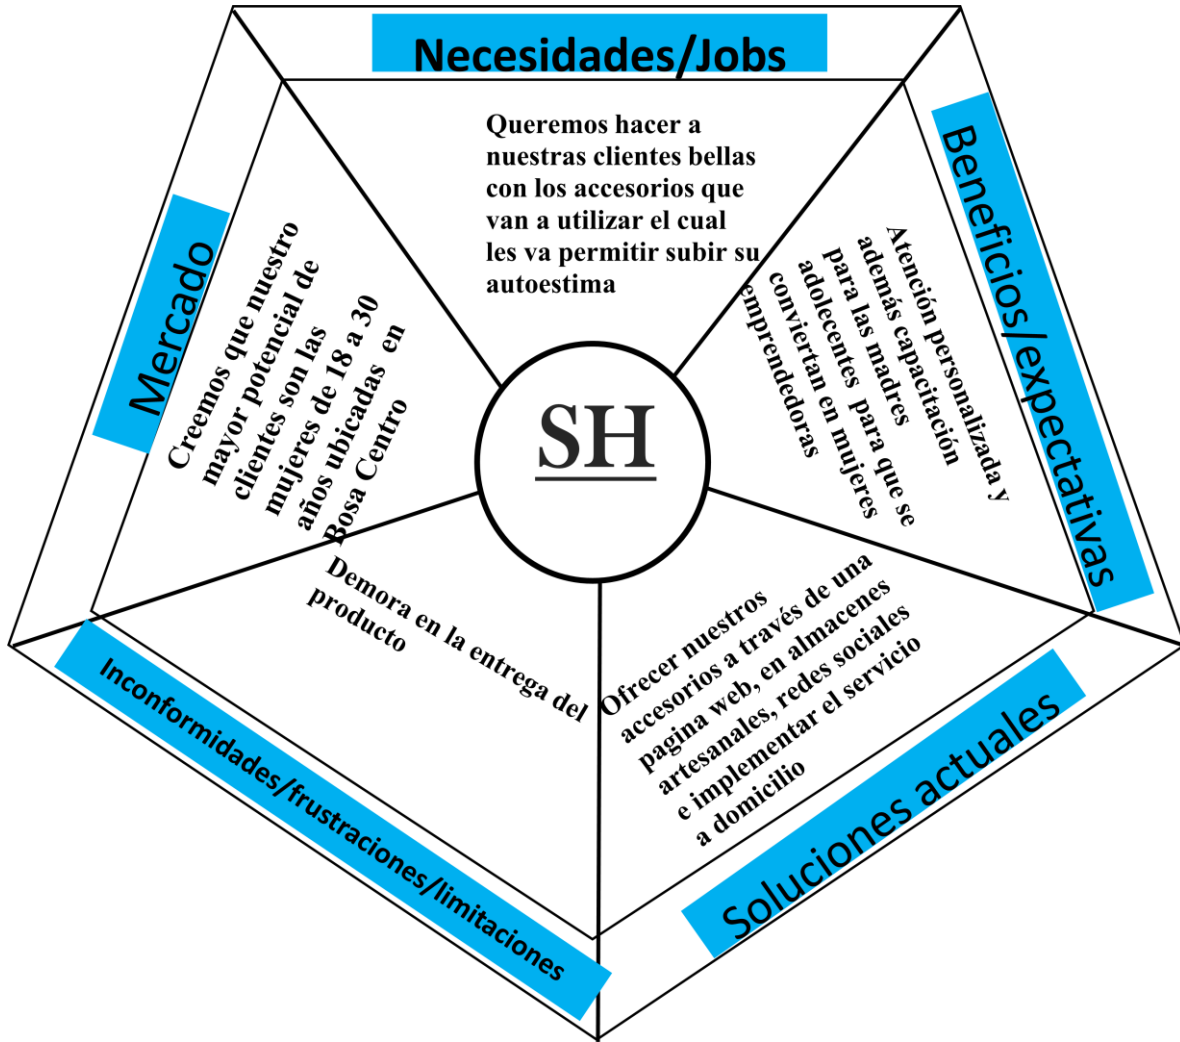 Necesidades/Jobs
Queremos hacer a
nuestras clientes bellas
con los accesorios que
van a utilizar el cual
les va permitir subir su
autoestima
Beneficios/expectativas
Atención personalizada y
además capacitación
para las madres
adolecentes para que se
conviertan en mujeres
emprendedoras
Mercado
Creemos que nuestro
mayor potencial de
clientes son las
mujeres de 18 a 30
años ubicadas en
Bosa Centro
SH
Demora en la entrega del
producto
Inconformidades/frustraciones/limitaciones
Ofrecer nuestros
accesorios a través de una
pagina web, en almacenes
artesanales, redes sociales
e implementar el servicio
a domicilio
Soluciones actuales